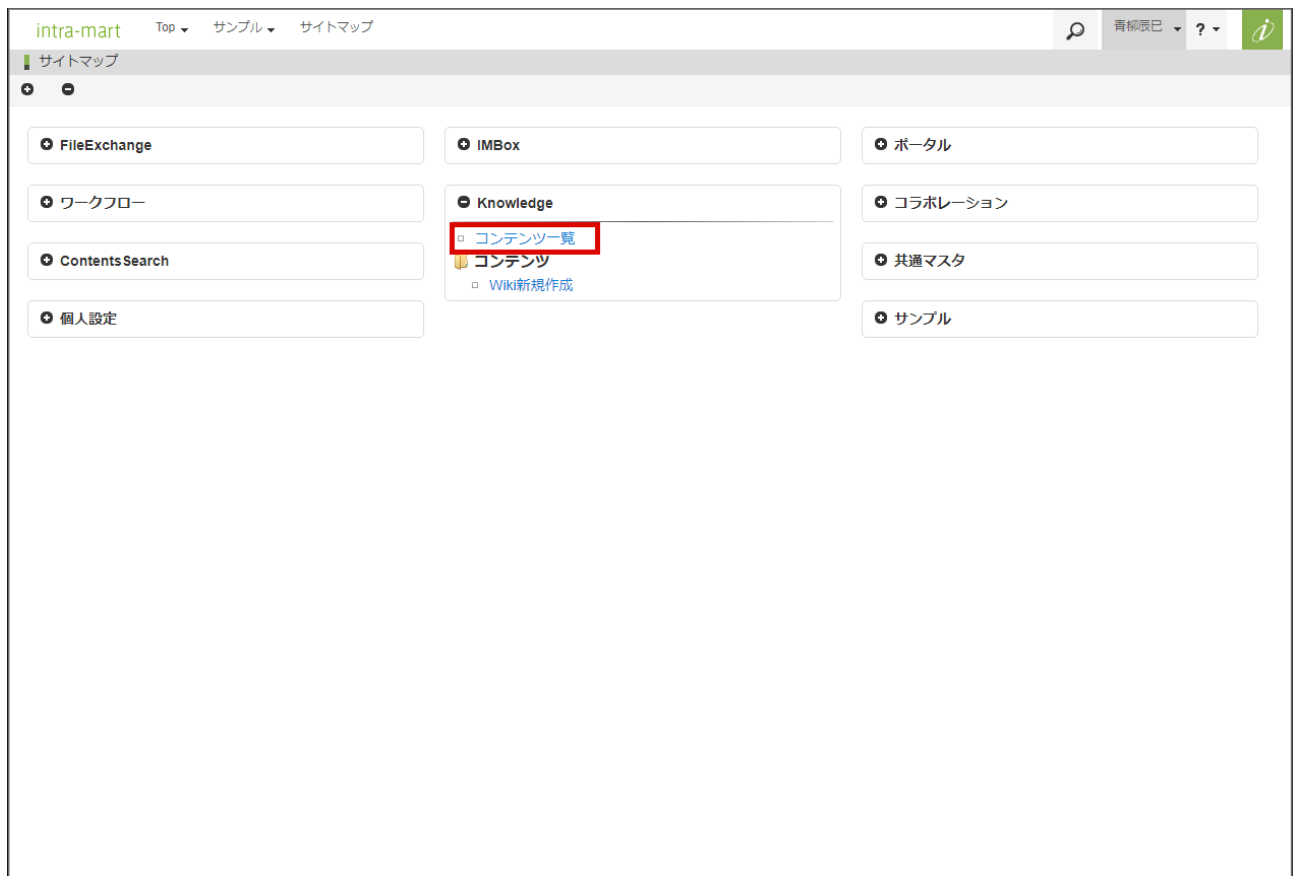 intra-mart Top サンプル サイトマップ 青柳辰巳 ?
サイトマップ
FileExchange
IMBox
ポータル
ワークフロー
Knowledge
コラボレーション
コンテンツ一覧
コンテンツ
Wiki新規作成
ContentsSearch
共通マスタ
個人設定
サンプル